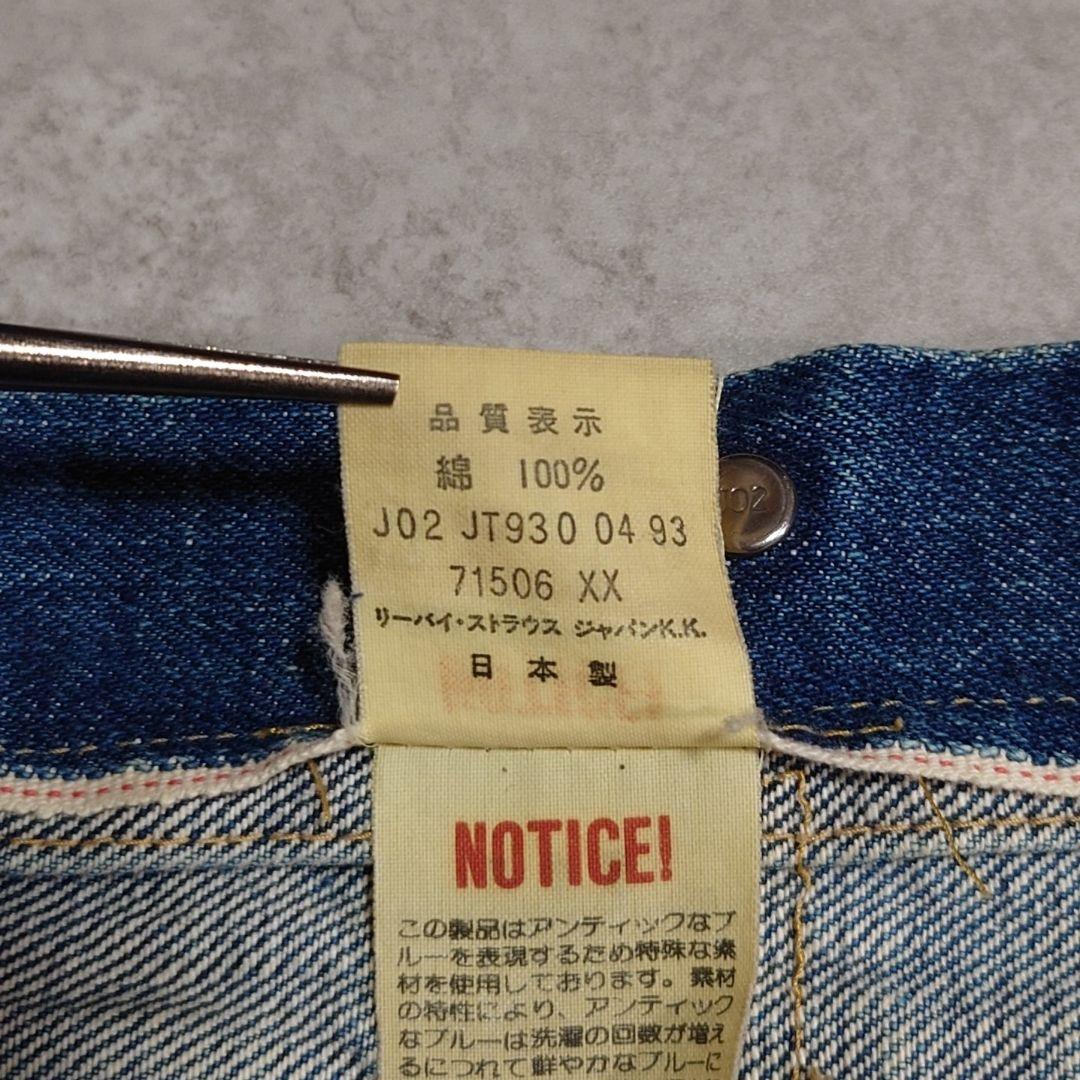 品質表示
綿 100%
J02 JT930 04 93
71506 XX
リーバイ・ストラウス ジャパンK.K.
日本製
J02
NOTICE!
この製品はアンティックなブ
ルーを表現するため特殊な素
材を使用しております。素材
の特性により、アンティック
なブルーは洗濯の回数が増え
るにつれて鮮やかなブルーに